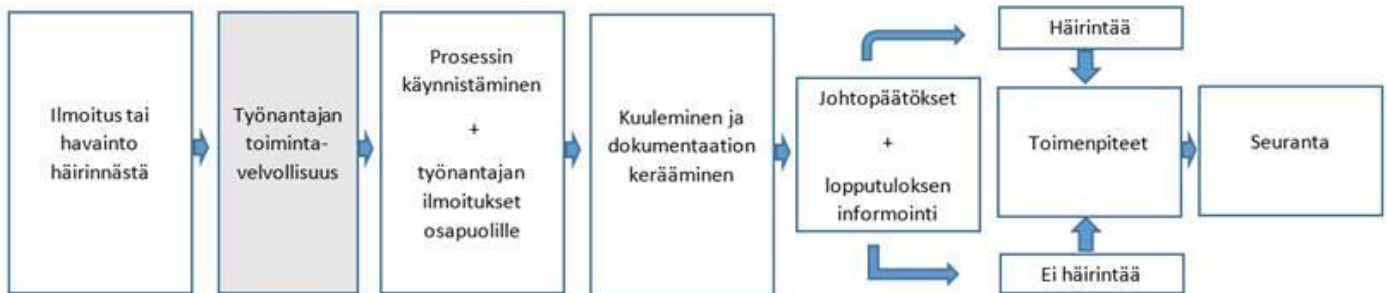 Ilmoitus tai
havainto
häirinnästä
Työnantajan
toiminta-
velvollisuus
Prosessin
käynnistäminen
+
työnantajan
ilmoitukset
osapuolille
Kuuleminen ja
dokumentaation
kerääminen
Johtopäätökset
+
lopputuloksen
informointi
Häirintää
Toimenpiteet
Ei häirintää
Seuranta